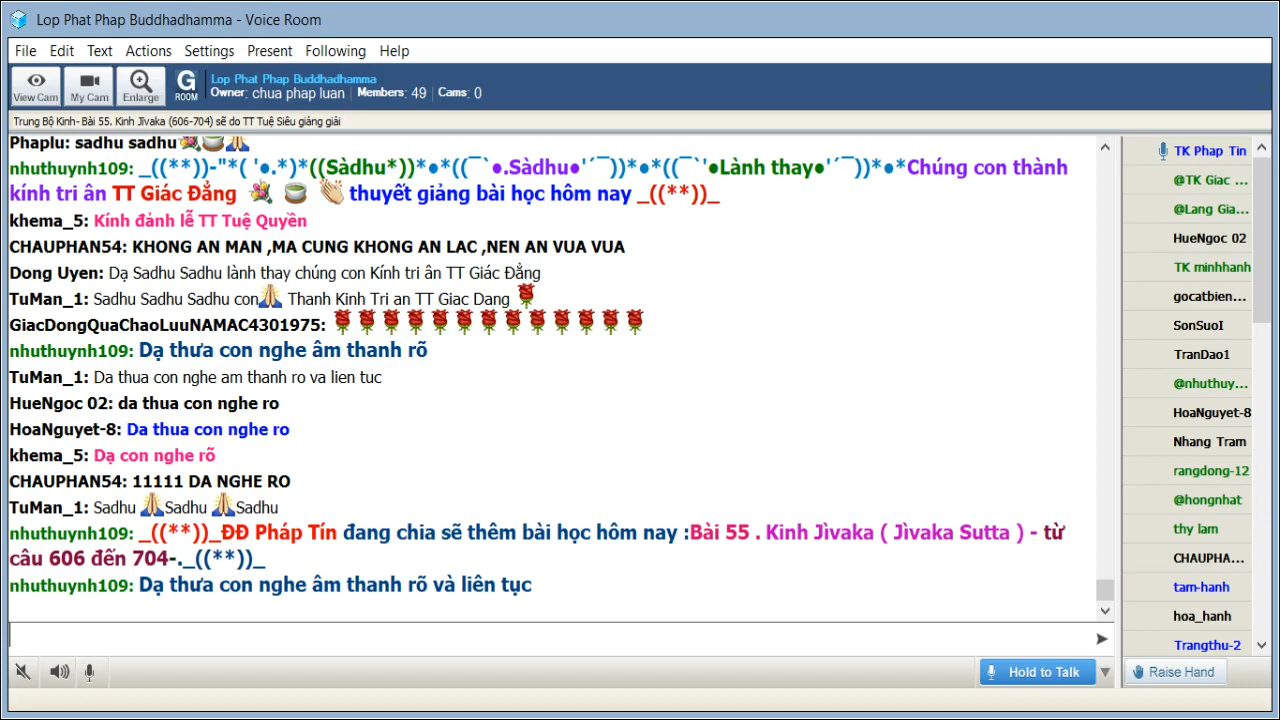 Lop Phat Phap Buddhadhamma - Voice Room
File Edit Text Actions Settings Present Following Help
View Cam My Cam Enlarge G ROOM Lop Phat Phap Buddhadhamma
Owner: chua phap luan Members: 49 Cams: 0
Trung Bộ Kinh- Bài 55. Kinh Jìvaka (606-704) sẽ do TT Tuệ Siêu giảng giải
Phaplu: sadhu sadhu💐🍵🙏
nhuthuynh109: _((**))-"*( '●.*)*((Sàdhu*))*●*((¯`●.Sàdhu●'´¯))*●*((¯`'●Lành thay●'´¯))*●*Chúng con thành
kính tri ân TT Giác Đẳng 💐 🍵 👏 thuyết giảng bài học hôm nay _((**))_
khema_5: Kính đảnh lễ TT Tuệ Quyền
CHAUPHAN54: KHONG AN MAN ,MA CUNG KHONG AN LAC ,NEN AN VUA VUA
Dong Uyen: Dạ Sadhu Sadhu lành thay chúng con Kính tri ân TT Giác Đẳng
TuMan_1: Sadhu Sadhu Sadhu con🙏 Thanh Kinh Tri an TT Giac Dang 🌹
GiacDongQuaChaoLuuNAMAC4301975: 🌹🌹🌹🌹🌹🌹🌹🌹🌹🌹🌹🌹🌹
nhuthuynh109: Dạ thưa con nghe âm thanh rõ
TuMan_1: Da thua con nghe am thanh ro va lien tuc
HueNgoc 02: da thua con nghe ro
HoaNguyet-8: Da thua con nghe ro
khema_5: Dạ con nghe rõ
CHAUPHAN54: 11111 DA NGHE RO
TuMan_1: Sadhu 🙏Sadhu 🙏Sadhu
nhuthuynh109: _((**))_ĐĐ Pháp Tín đang chia sẽ thêm bài học hôm nay :Bài 55 . Kinh Jìvaka ( Jìvaka Sutta ) - từ
câu 606 đến 704-._((**))_
nhuthuynh109: Dạ thưa con nghe âm thanh rõ và liên tục
Hold to Talk
TK Phap Tin
@TK Giac ...
@Lang Gia...
HueNgoc 02
TK minhhanh
gocatbien...
SonSuoI
TranDao1
@nhuthuy...
HoaNguyet-8
Nhang Tram
rangdong-12
@hongnhat
thy lam
CHAUPHA...
tam-hanh
hoa_hanh
Trangthu-2
Raise Hand